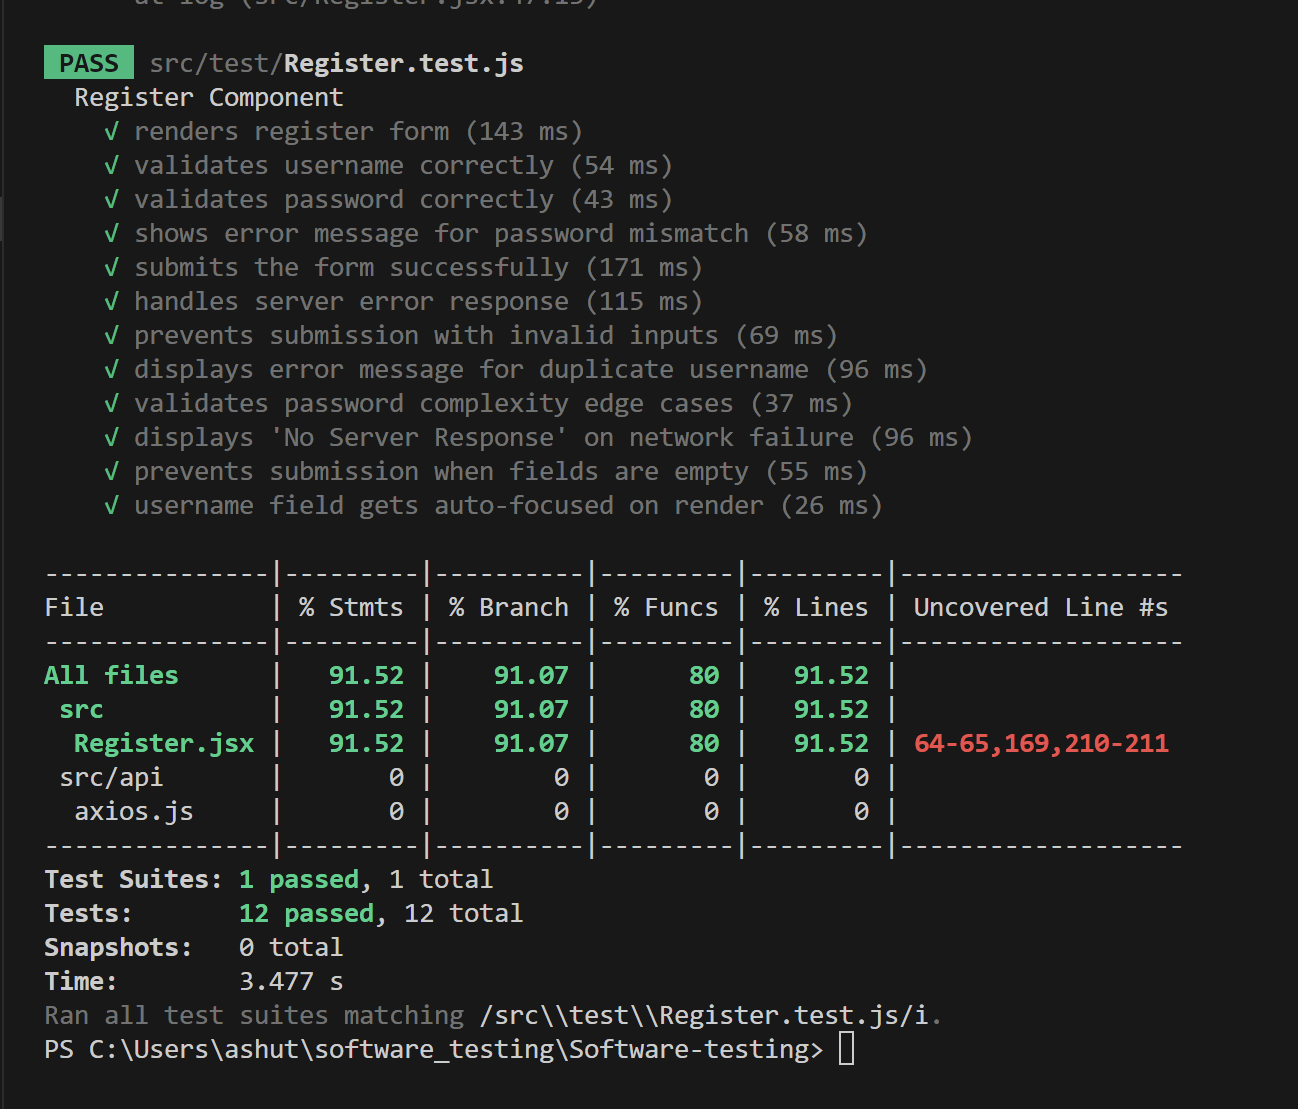 at log (src/Register.jsx:47:15)
PASS src/test/Register.test.js
Register Component
√ renders register form (143 ms)
√ validates username correctly (54 ms)
√ validates password correctly (43 ms)
√ shows error message for password mismatch (58 ms)
√ submits the form successfully (171 ms)
√ handles server error response (115 ms)
√ prevents submission with invalid inputs (69 ms)
√ displays error message for duplicate username (96 ms)
√ validates password complexity edge cases (37 ms)
√ displays 'No Server Response' on network failure (96 ms)
√ prevents submission when fields are empty (55 ms)
√ username field gets auto-focused on render (26 ms)
---------------|---------|----------|---------|---------|-------------------
File | % Stmts | % Branch | % Funcs | % Lines | Uncovered Line #s
---------------|---------|----------|---------|---------|-------------------
All files | 91.52 | 91.07 | 80 | 91.52 |
src | 91.52 | 91.07 | 80 | 91.52 |
Register.jsx | 91.52 | 91.07 | 80 | 91.52 | 64-65,169,210-211
src/api | 0 | 0 | 0 | 0 |
axios.js | 0 | 0 | 0 | 0 |
---------------|---------|----------|---------|---------|-------------------
Test Suites: 1 passed, 1 total
Tests: 12 passed, 12 total
Snapshots: 0 total
Time: 3.477 s
Ran all test suites matching /src\\test\\Register.test.js/i.
PS C:\Users\ashut\software_testing\Software-testing>